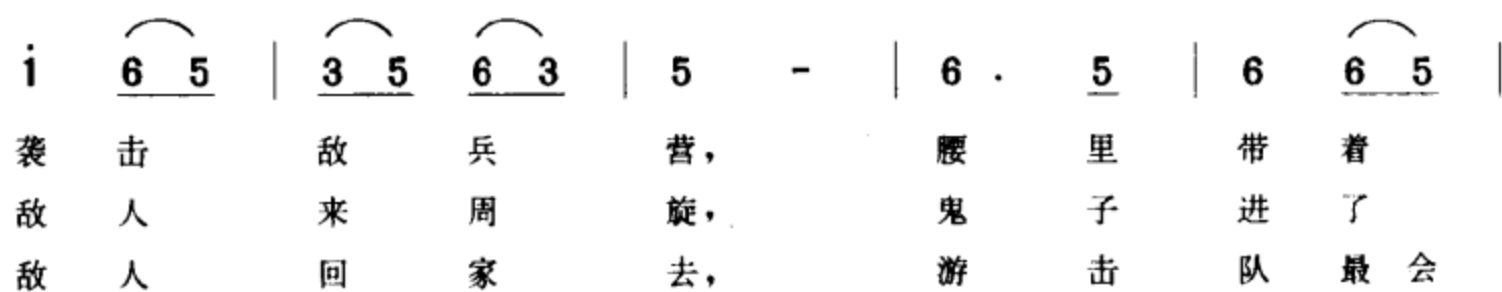 i 6 5 | 3 5 6 3 | 5 - | 6 . 5 | 6 6 5 |
袭 击 敌 兵 营， 腰 里 带 着
敌 人 来 周 旋， 鬼 子 进 了
敌 人 回 家 去， 游 击 队 最 会